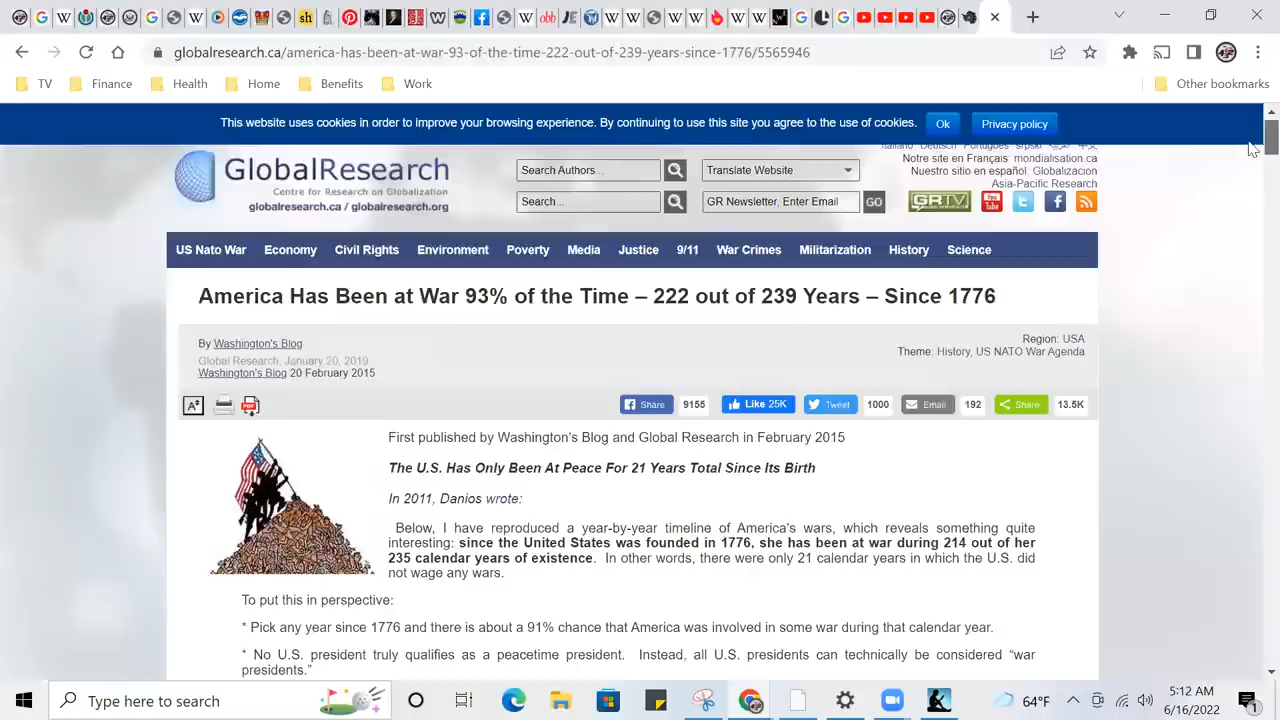 globalresearch.ca/america-has-been-at-war-93-of-the-time-222-out-of-239-years-since-1776/5565946
TV Finance Health Home Benefits Work Other bookmarks
This website uses cookies in order to improve your browsing experience. By continuing to use this site you agree to the use of cookies. Ok Privacy policy
GlobalResearch
Centre for Research on Globalization
globalresearch.ca / globalresearch.org
Search Authors... Translate Website
Search... GR Newsletter, Enter Email GO
Italiano Deutsch Português srpski
Notre site en Français: mondialisation.ca
Nuestro sitio en español: Globalizacion
Asia-Pacific Research
GRTV You Tube
US Nato War Economy Civil Rights Environment Poverty Media Justice 9/11 War Crimes Militarization History Science
America Has Been at War 93% of the Time – 222 out of 239 Years – Since 1776
By Washington's Blog
Global Research, January 20, 2019
Washington's Blog 20 February 2015
Region: USA
Theme: History, US NATO War Agenda
Share 9155 Like 25K Tweet 1000 Email 192 Share 13.5K
First published by Washington's Blog and Global Research in February 2015
The U.S. Has Only Been At Peace For 21 Years Total Since Its Birth
In 2011, Danios wrote:
Below, I have reproduced a year-by-year timeline of America's wars, which reveals something quite
interesting: since the United States was founded in 1776, she has been at war during 214 out of her
235 calendar years of existence. In other words, there were only 21 calendar years in which the U.S. did
not wage any wars.
To put this in perspective:
* Pick any year since 1776 and there is about a 91% chance that America was involved in some war during that calendar year.
* No U.S. president truly qualifies as a peacetime president. Instead, all U.S. presidents can technically be considered “war
presidents.”
Type here to search
64°F
5:12 AM
6/16/2022
1